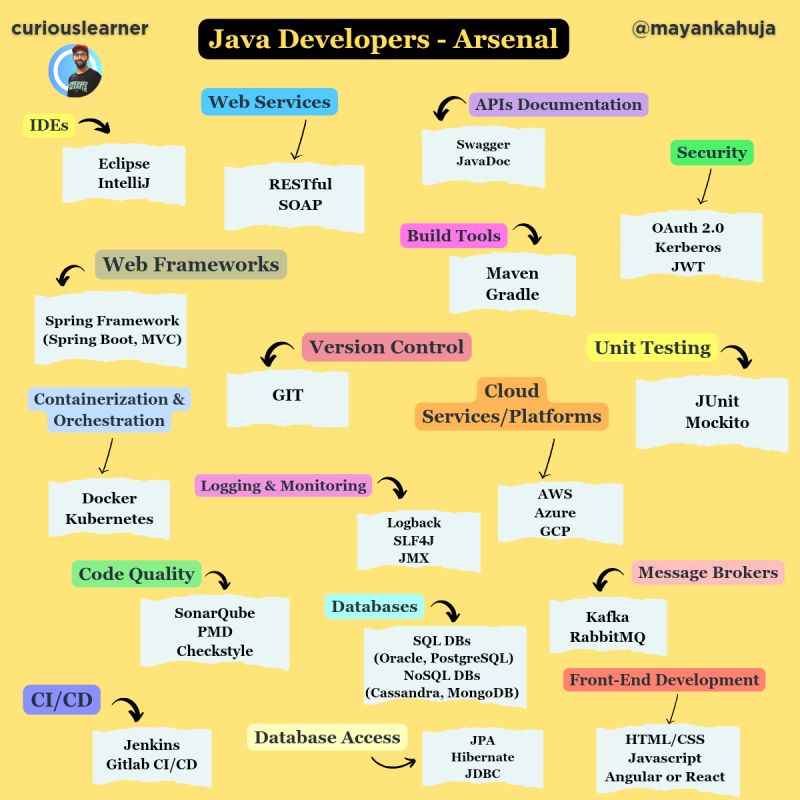 curiouslearner
Java Developers - Arsenal
@mayankahuja
IDEs
Eclipse
IntelliJ
Web Services
RESTful
SOAP
APIs Documentation
Swagger
JavaDoc
Security
OAuth 2.0
Kerberos
JWT
Build Tools
Maven
Gradle
Web Frameworks
Spring Framework
(Spring Boot, MVC)
Version Control
GIT
Unit Testing
JUnit
Mockito
Containerization &
Orchestration
Docker
Kubernetes
Cloud
Services/Platforms
AWS
Azure
GCP
Logging & Monitoring
Logback
SLF4J
JMX
Code Quality
SonarQube
PMD
Checkstyle
Databases
SQL DBs
(Oracle, PostgreSQL)
NoSQL DBs
(Cassandra, MongoDB)
Message Brokers
Kafka
RabbitMQ
CI/CD
Jenkins
Gitlab CI/CD
Database Access
JPA
Hibernate
JDBC
Front-End Development
HTML/CSS
Javascript
Angular or React